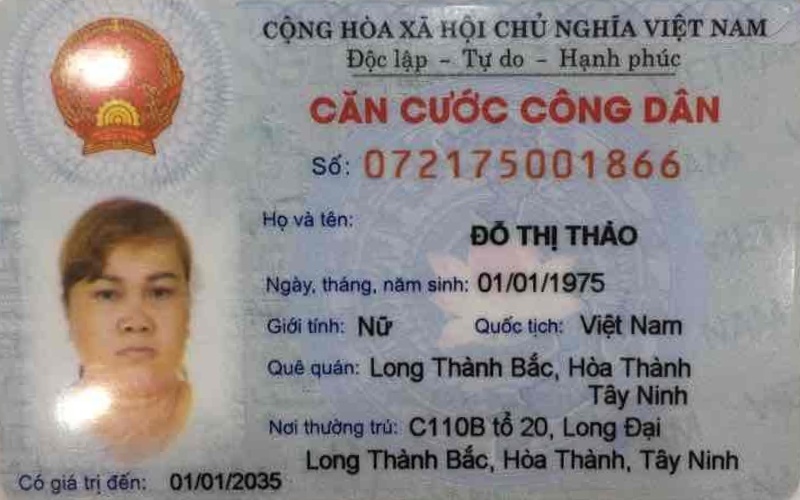 CỘNG HÒA XÃ HỘI CHỦ NGHĨA VIỆT NAM
Độc lập - Tự do - Hạnh phúc
CĂN CƯỚC CÔNG DÂN
Số: 072175001866
Họ và tên:
ĐỖ THỊ THẢO
Ngày, tháng, năm sinh: 01/01/1975
Giới tính: Nữ Quốc tịch: Việt Nam
Quê quán: Long Thành Bắc, Hòa Thành
Tây Ninh
Nơi thường trú: C110B tổ 20, Long Đại
Long Thành Bắc, Hòa Thành, Tây Ninh
Có giá trị đến: 01/01/2035